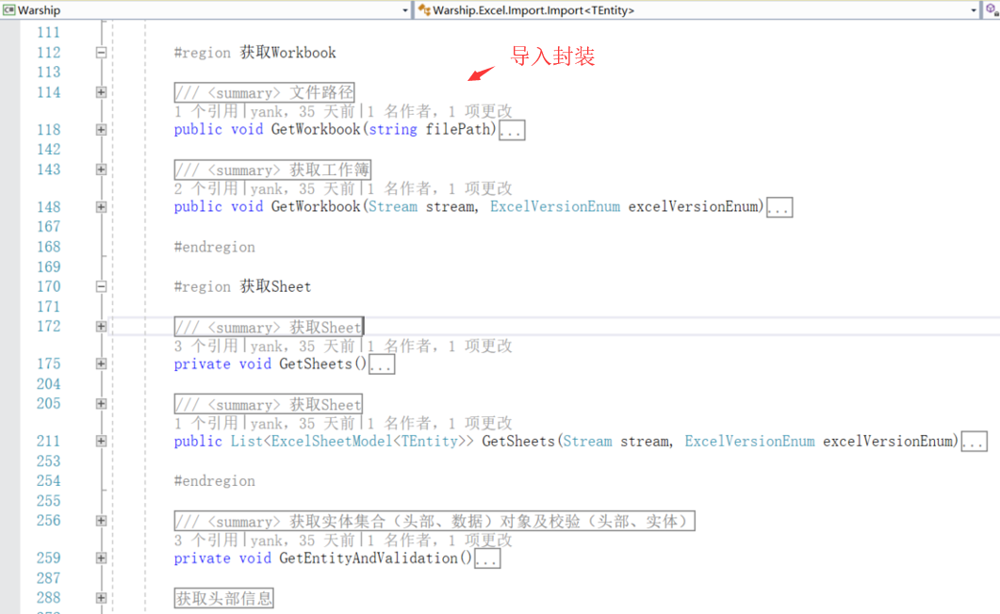 Warship
Warship.Excel.Import.Import<TEntity>
111
112 #region 获取Workbook
导入封装
113
114 /// <summary> 文件路径
1 个引用|yank，35 天前|1 名作者，1 项更改
118 public void GetWorkbook(string filePath)...
142
143 /// <summary> 获取工作簿
2 个引用|yank，35 天前|1 名作者，1 项更改
148 public void GetWorkbook(Stream stream, ExcelVersionEnum excelVersionEnum)...
167
168 #endregion
169
170 #region 获取Sheet
171
172 /// <summary> 获取Sheet
3 个引用|yank，35 天前|1 名作者，1 项更改
175 private void GetSheets()...
204
205 /// <summary> 获取Sheet
1 个引用|yank，35 天前|1 名作者，1 项更改
211 public List<ExcelSheetModel<TEntity>> GetSheets(Stream stream, ExcelVersionEnum excelVersionEnum)...
253
254 #endregion
255
256 /// <summary> 获取实体集合（头部、数据）对象及校验（头部、实体）
3 个引用|yank，35 天前|1 名作者，1 项更改
259 private void GetEntityAndValidation()...
287
288 获取头部信息